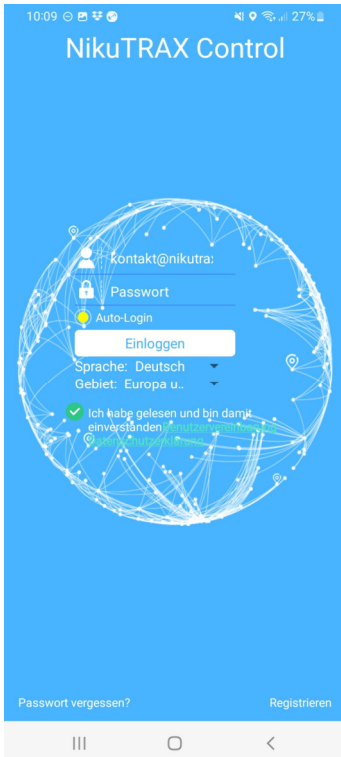 10:09
27%
NikuTRAX Control
kontakt@nikutra:
Passwort
Auto-Login
Einloggen
Sprache: Deutsch
Gebiet: Europa u..
Ich habe gelesen und bin damit
einverstanden Benutzervereinbarung
Datenschutzerklärung
Passwort vergessen?
Registrieren